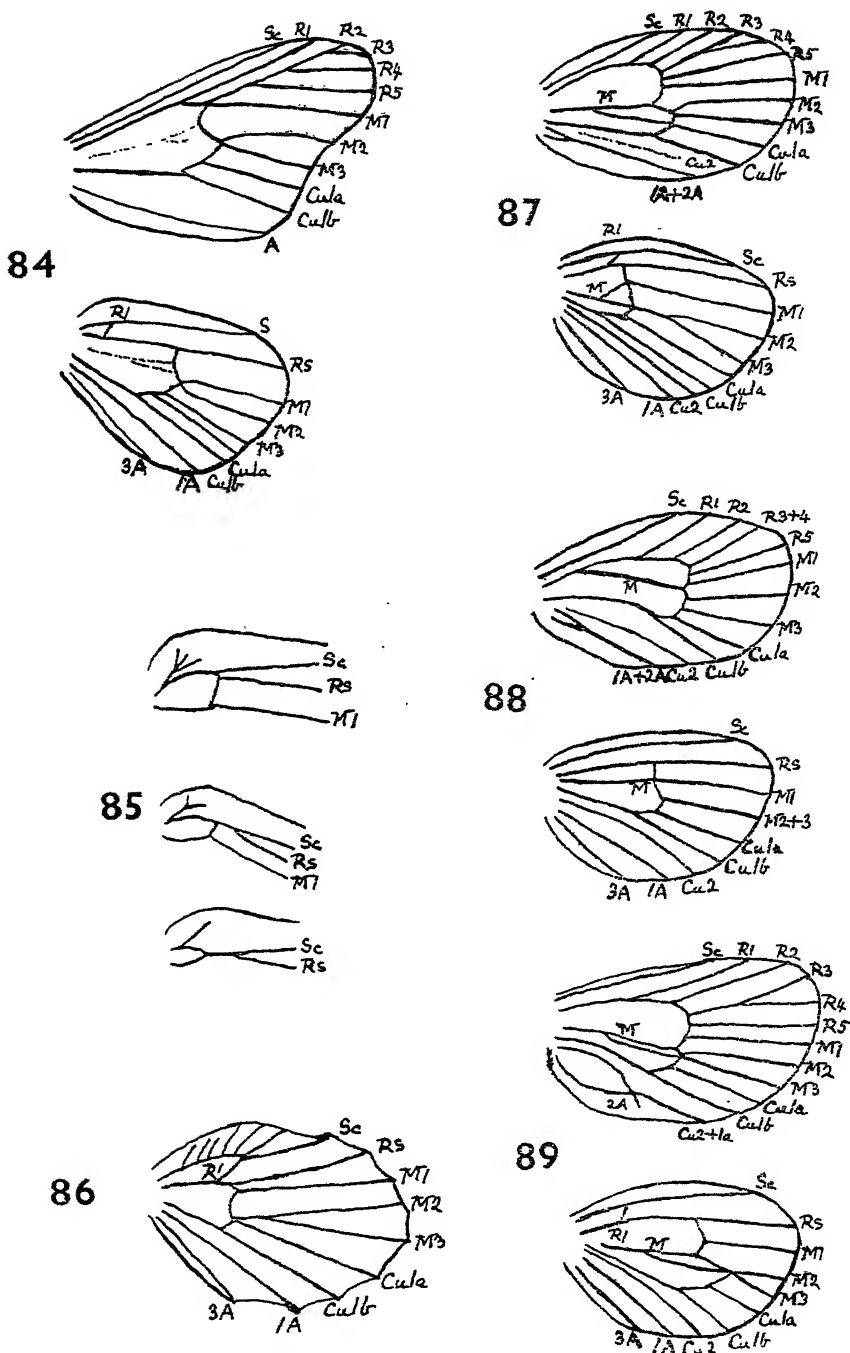 Sc R1 R2
R3
R4
R5
M1
M2
M3
Cu1a
Cu1b
A
84
R1
S
Rs
M1
M2
M3
Cu1a
Cu1b
1A
3A
Sc
Rs
M1
85
Sc
Rs
M1
Sc
Rs
86
R1
Sc
Rs
M1
M2
M3
Cu1a
Cu1b
1A
3A
Sc R1 R2 R3
R4
R5
M1
M
M2
M3
Cu1a
Cu2
Cu1b
1A+2A
87
R1
Sc
Rs
M
M1
M2
M3
Cu1a
3A 1A Cu2 Cu1b
Sc R1 R2 R3+4
R5
M1
M
M2
M3
Cu1a
1A+2A Cu2 Cu1b
88
Sc
Rs
M
M1
M2+3
Cu1a
Cu1b
3A 1A Cu2
Sc R1 R2
R3
R4
R5
M
M1
M2
M3
Cu1a
2A
Cu1b
Cu2+1a
89
Sc
R1
Rs
M
M1
M2
M3
Cu1a
3A 1A Cu2 Cu1b